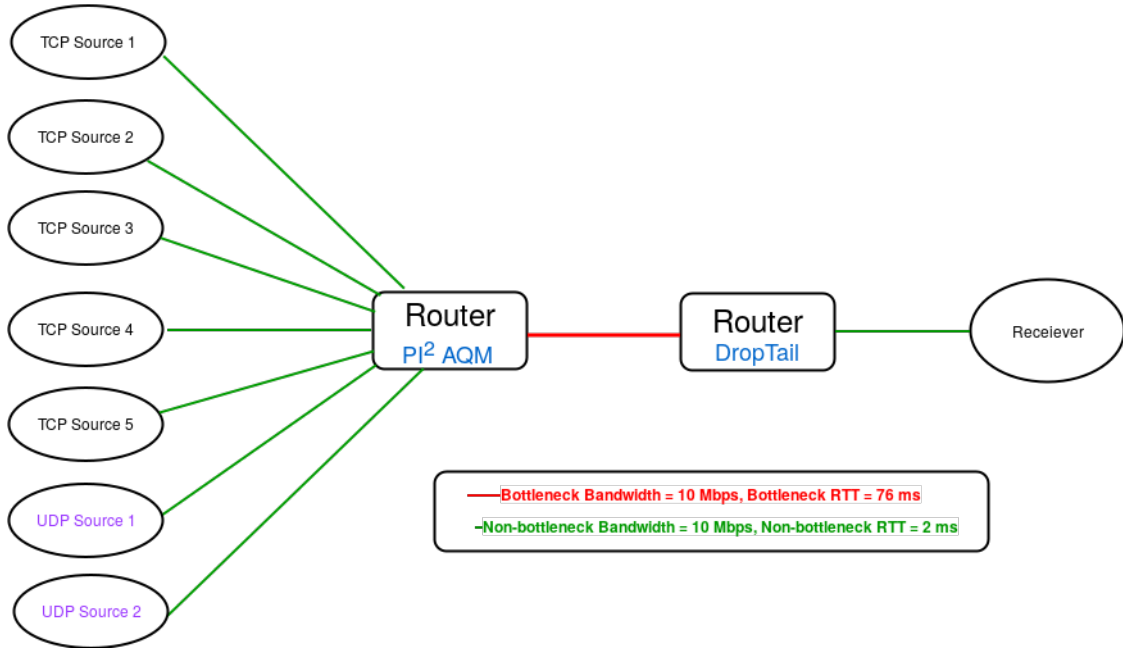 TCP Source 1
TCP Source 2
TCP Source 3
TCP Source 4
TCP Source 5
UDP Source 1
UDP Source 2
Router
PI² AQM
Router
DropTail
Receiever
Bottleneck Bandwidth = 10 Mbps, Bottleneck RTT = 76 ms
Non-bottleneck Bandwidth = 10 Mbps, Non-bottleneck RTT = 2 ms